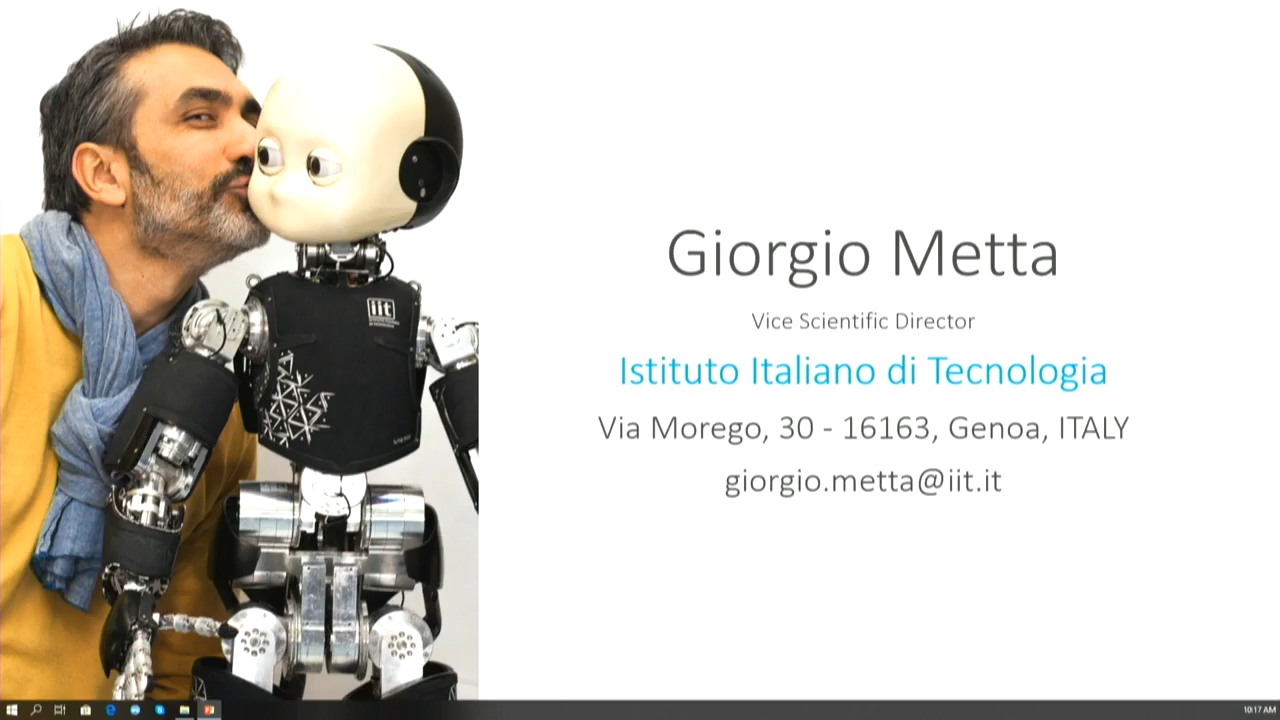 Giorgio Metta
Vice Scientific Director
Istituto Italiano di Tecnologia
Via Morego, 30 - 16163, Genoa, ITALY
giorgio.metta@iit.it
iit
10:17 AM